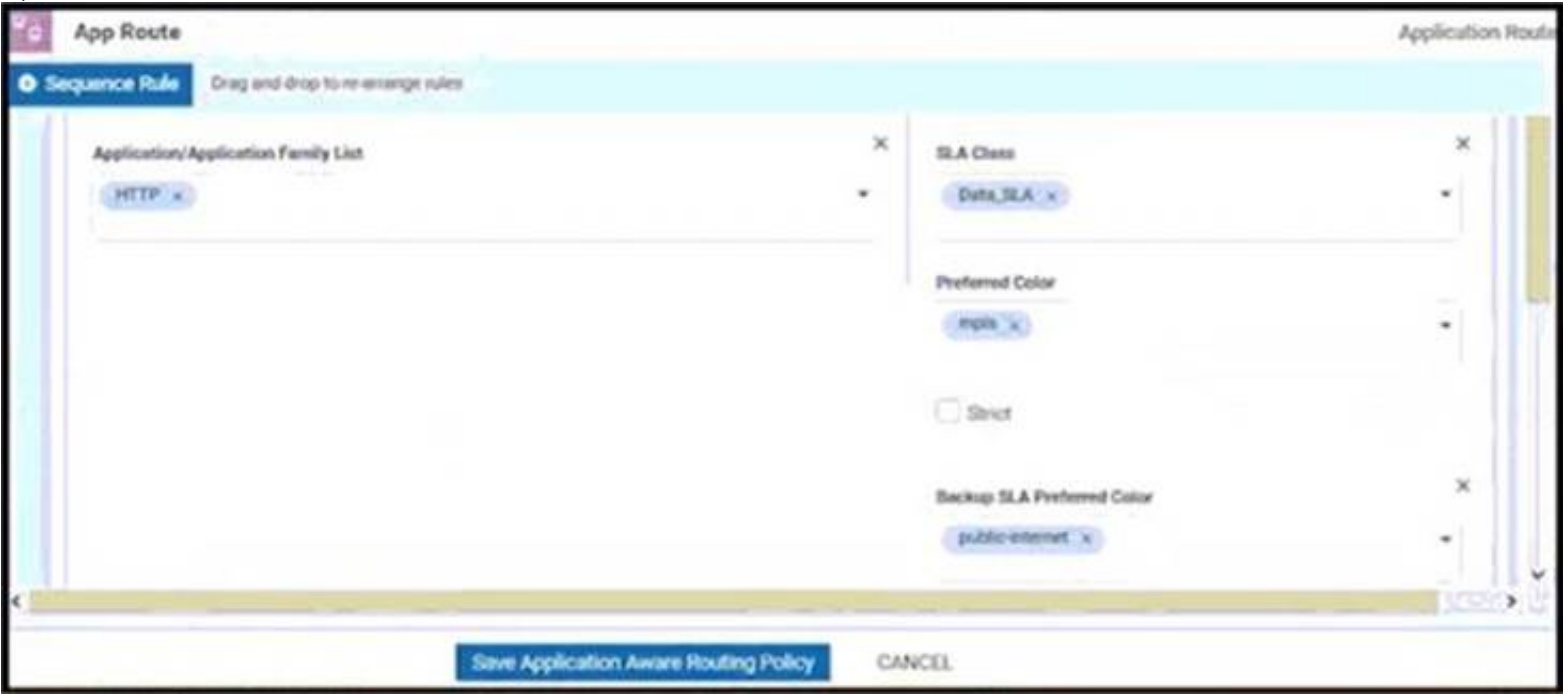 App Route
Application Route
Sequence Rule
Drag and drop to re-arrange rules
Application/Application Family List
HTTP
SLA Class
Data_SLA
Preferred Color
mpls
Strict
Backup SLA Preferred Color
public-internet
Save Application Aware Routing Policy
CANCEL